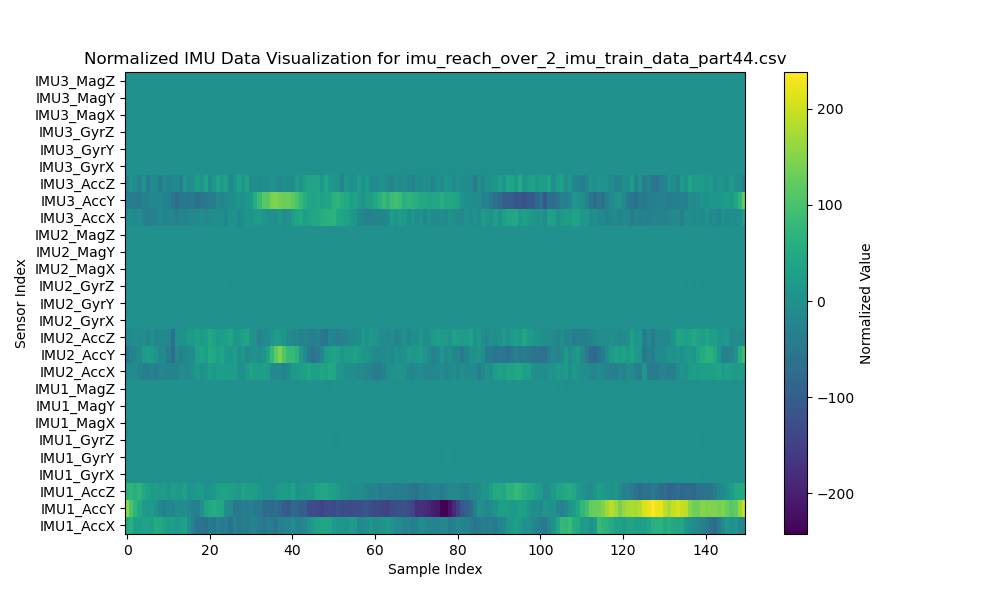 Normalized IMU Data Visualization for imu_reach_over_2_imu_train_data_part44.csv
IMU3_MagZ
IMU3_MagY
IMU3_MagX
IMU3_GyrZ
IMU3_GyrY
IMU3_GyrX
IMU3_AccZ
IMU3_AccY
IMU3_AccX
IMU2_MagZ
IMU2_MagY
IMU2_MagX
IMU2_GyrZ
IMU2_GyrY
IMU2_GyrX
IMU2_AccZ
IMU2_AccY
IMU2_AccX
IMU1_MagZ
IMU1_MagY
IMU1_MagX
IMU1_GyrZ
IMU1_GyrY
IMU1_GyrX
IMU1_AccZ
IMU1_AccY
IMU1_AccX
Sensor Index
0 20 40 60 80 100 120 140
Sample Index
200
100
0
−100
−200
Normalized Value